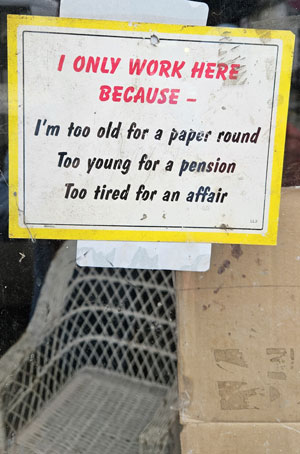 I ONLY WORK HERE
BECAUSE –
I'm too old for a paper round
Too young for a pension
Too tired for an affair